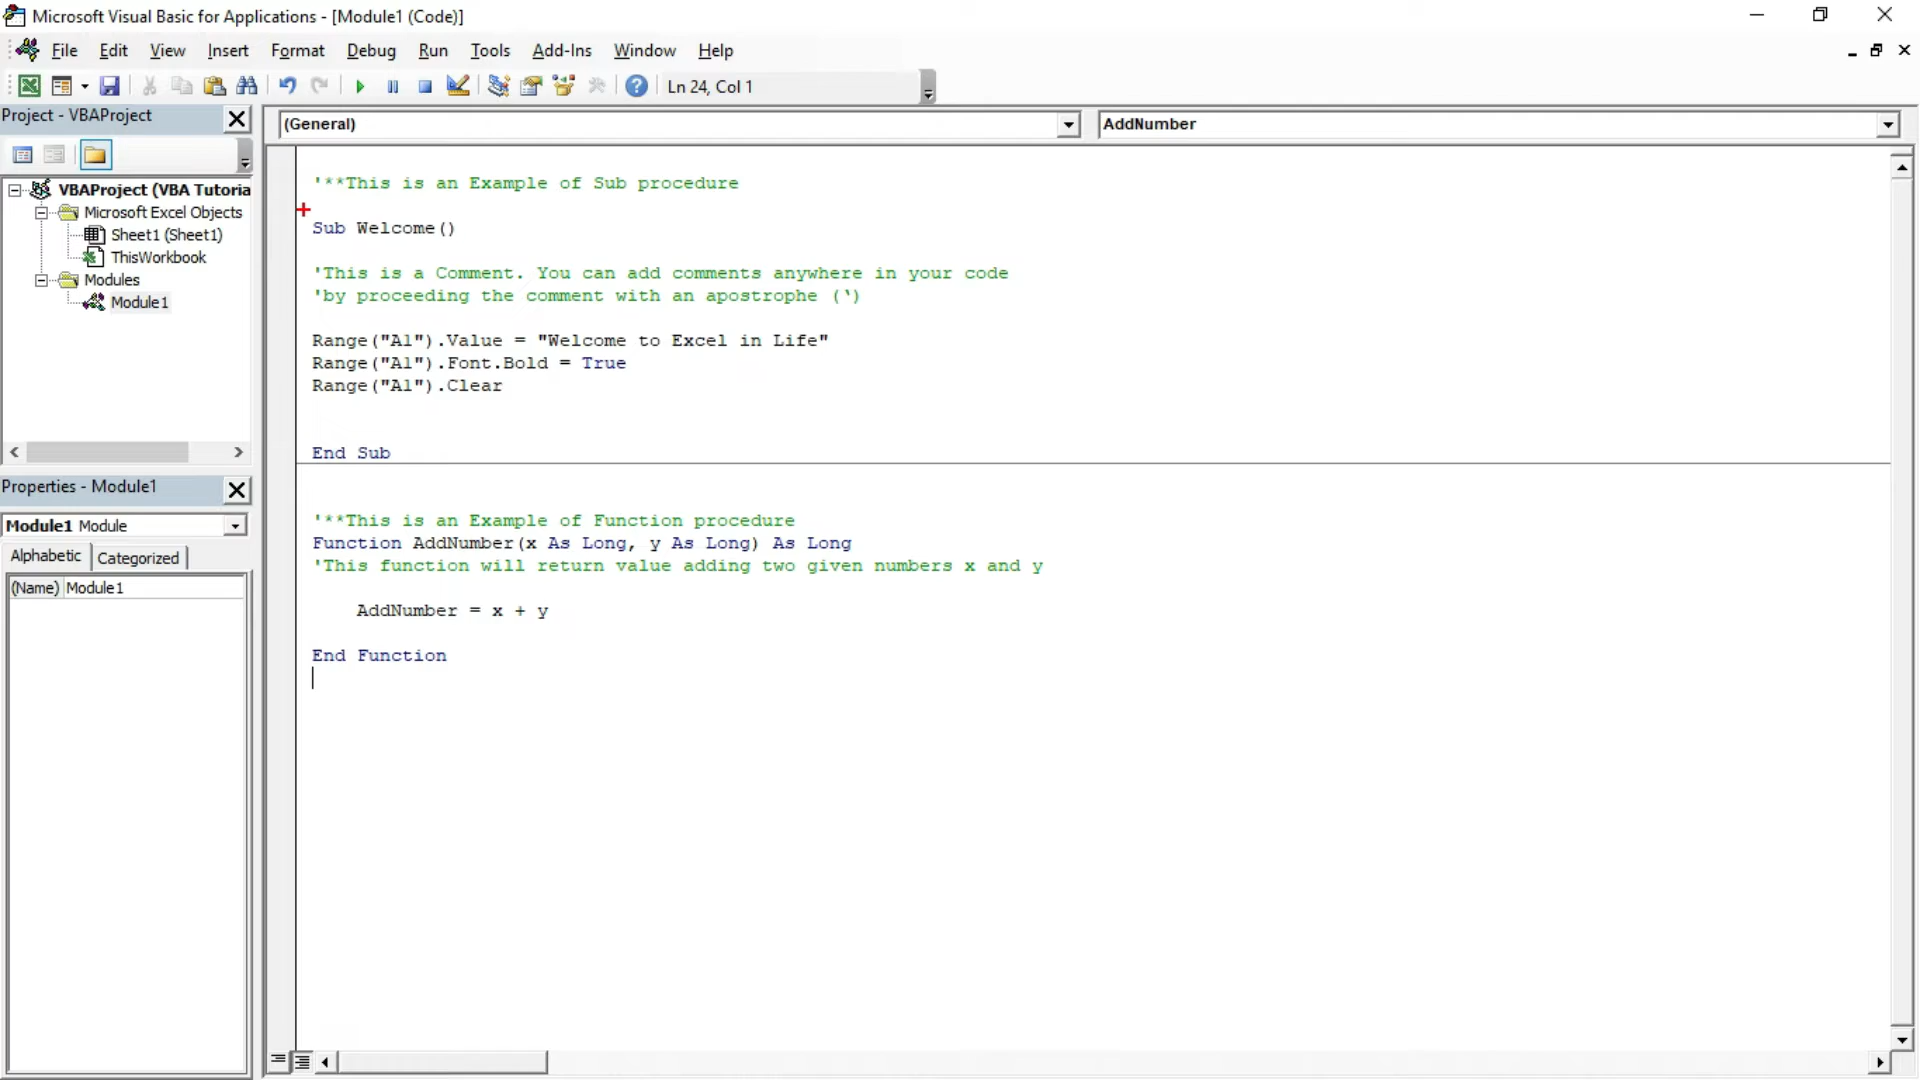 Microsoft Visual Basic for Applications - [Module1 (Code)]
File Edit View Insert Format Debug Run Tools Add-Ins Window Help
Ln 24, Col 1
Project - VBAProject
(General)
AddNumber
VBAProject (VBA Tutoria
Microsoft Excel Objects
Sheet1 (Sheet1)
ThisWorkbook
Modules
Module1
Properties - Module1
Module1 Module
Alphabetic Categorized
(Name) Module1
'**This is an Example of Sub procedure
Sub Welcome()
'This is a Comment. You can add comments anywhere in your code
'by proceeding the comment with an apostrophe (‘)
Range("A1").Value = "Welcome to Excel in Life"
Range("A1").Font.Bold = True
Range("A1").Clear
End Sub
'**This is an Example of Function procedure
Function AddNumber(x As Long, y As Long) As Long
'This function will return value adding two given numbers x and y
AddNumber = x + y
End Function